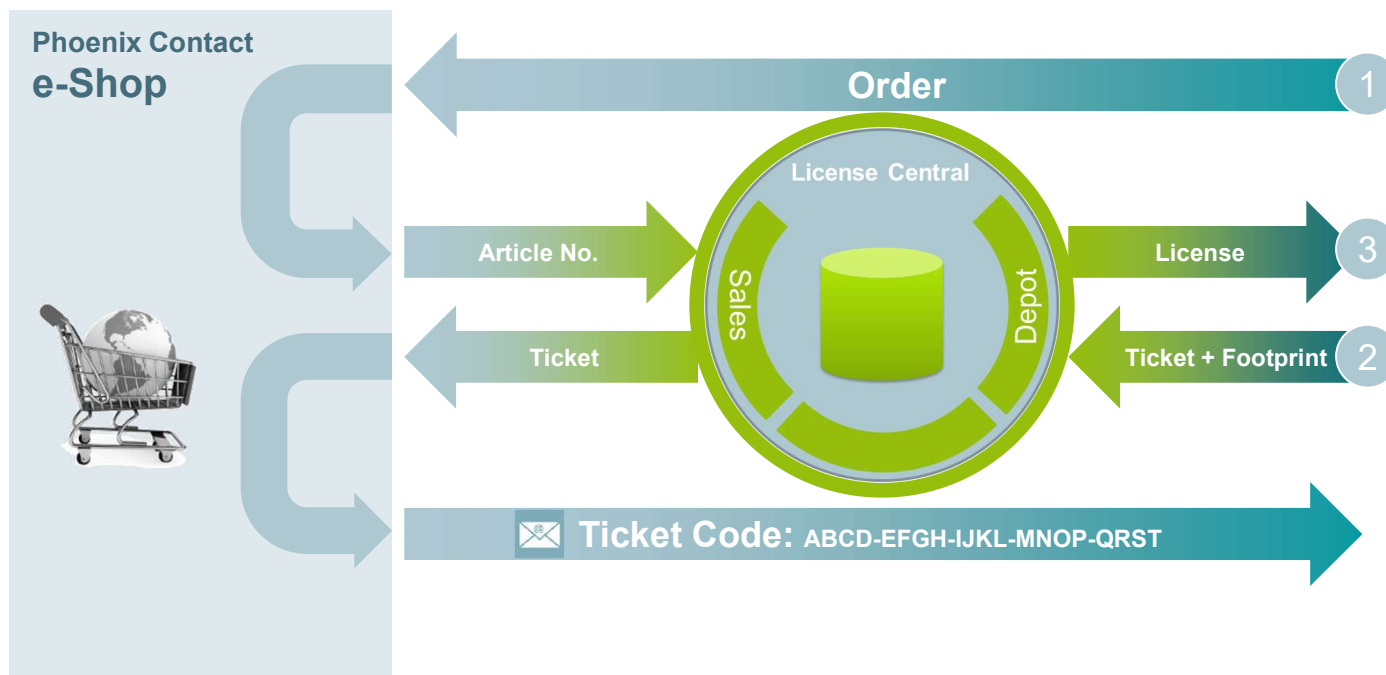 Phoenix Contact
e-Shop
Order
1
License Central
Article No.
Sales
Depot
License
3
Ticket
Ticket + Footprint
2
Ticket Code: ABCD-EFGH-IJKL-MNOP-QRST